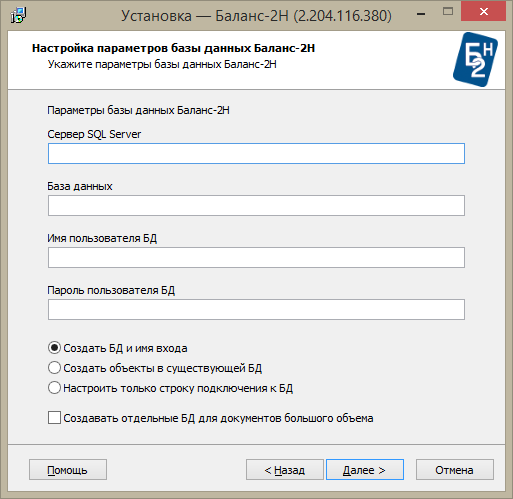 Установка — Баланс-2Н (2.204.116.380)
Настройка параметров базы данных Баланс-2Н
Укажите параметры базы данных Баланс-2Н
Б2Н
Параметры базы данных Баланс-2Н
Сервер SQL Server
База данных
Имя пользователя БД
Пароль пользователя БД
Создать БД и имя входа
Создать объекты в существующей БД
Настроить только строку подключения к БД
Создавать отдельные БД для документов большого объема
Помощь
< Назад
Далее >
Отмена